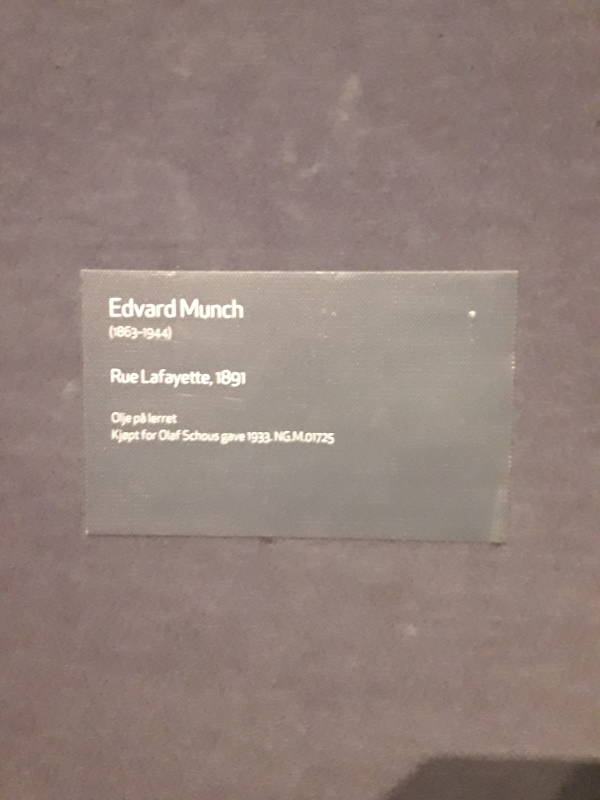 Edvard Munch
(1863-1944)
Rue Lafayette, 1891
Olje på lerret
Kjøpt for Olaf Schous gave 1933. NG.M.01725